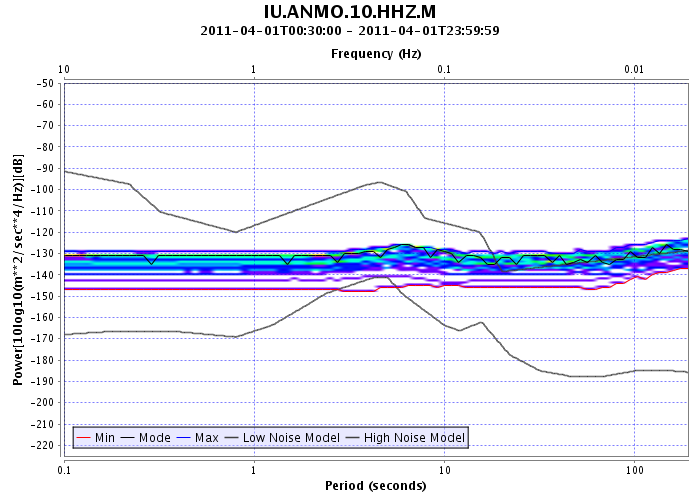 IU.ANMO.10.HHZ.M
2011-04-01T00:30:00 - 2011-04-01T23:59:59
Frequency (Hz)
10 1 0.1 0.01
Power[10log10(m**2/sec**4/Hz)][dB]
-50
-60
-70
-80
-90
-100
-110
-120
-130
-140
-150
-160
-170
-180
-190
-200
-210
-220
Min Mode Max Low Noise Model High Noise Model
0.1 1 10 100
Period (seconds)